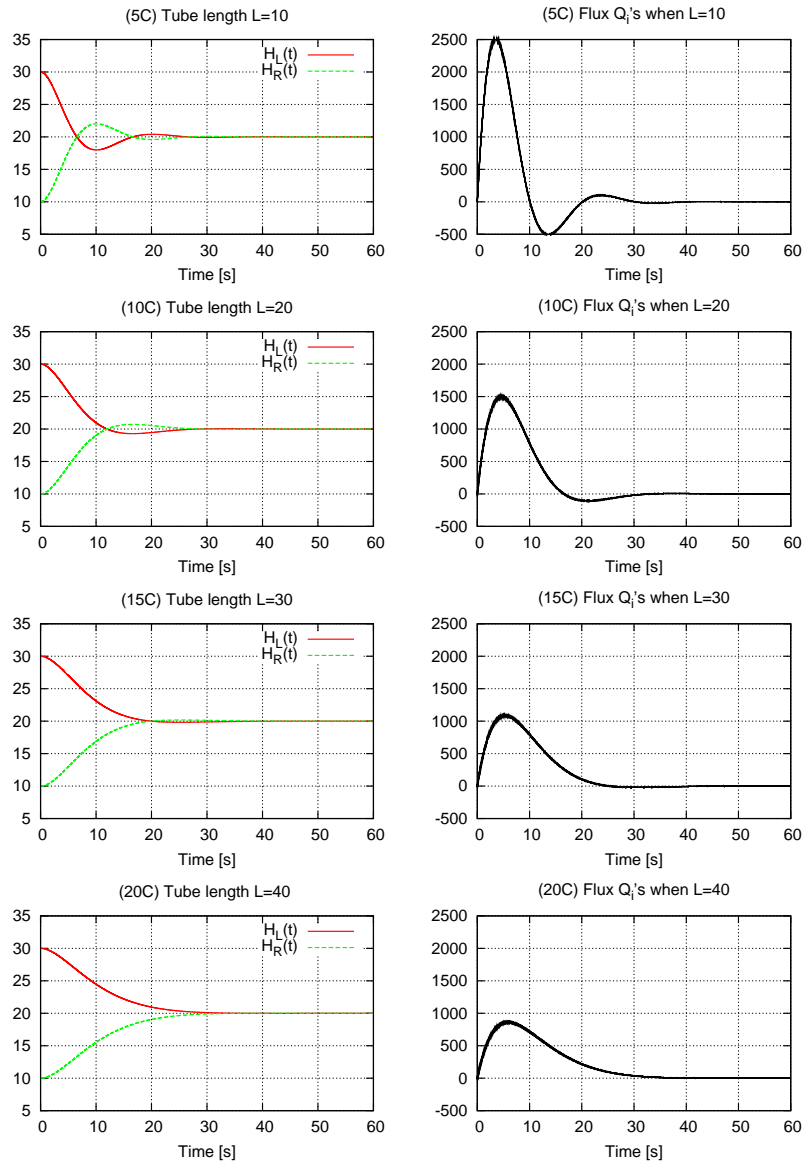 (5C) Tube length L=10
35
30
25
20
15
10
5
0 10 20 30 40 50 60
Time [s]
H_L(t)
H_R(t)
(5C) Flux Q_i's when L=10
2500
2000
1500
1000
500
0
-500
0 10 20 30 40 50 60
Time [s]
(10C) Tube length L=20
35
30
25
20
15
10
5
0 10 20 30 40 50 60
Time [s]
H_L(t)
H_R(t)
(10C) Flux Q_i's when L=20
2500
2000
1500
1000
500
0
-500
0 10 20 30 40 50 60
Time [s]
(15C) Tube length L=30
35
30
25
20
15
10
5
0 10 20 30 40 50 60
Time [s]
H_L(t)
H_R(t)
(15C) Flux Q_i's when L=30
2500
2000
1500
1000
500
0
-500
0 10 20 30 40 50 60
Time [s]
(20C) Tube length L=40
35
30
25
20
15
10
5
0 10 20 30 40 50 60
Time [s]
H_L(t)
H_R(t)
(20C) Flux Q_i's when L=40
2500
2000
1500
1000
500
0
-500
0 10 20 30 40 50 60
Time [s]